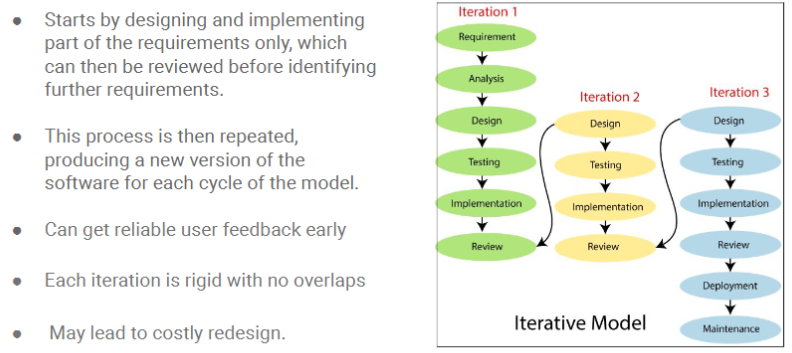 ● Starts by designing and implementing
part of the requirements only, which
can then be reviewed before identifying
further requirements.
● This process is then repeated,
producing a new version of the
software for each cycle of the model.
● Can get reliable user feedback early
● Each iteration is rigid with no overlaps
● May lead to costly redesign.
Iteration 1
Requirement
Analysis
Design
Testing
Implementation
Review
Iteration 2
Design
Testing
Implementation
Review
Iteration 3
Design
Testing
Implementation
Review
Deployment
Maintenance
Iterative Model